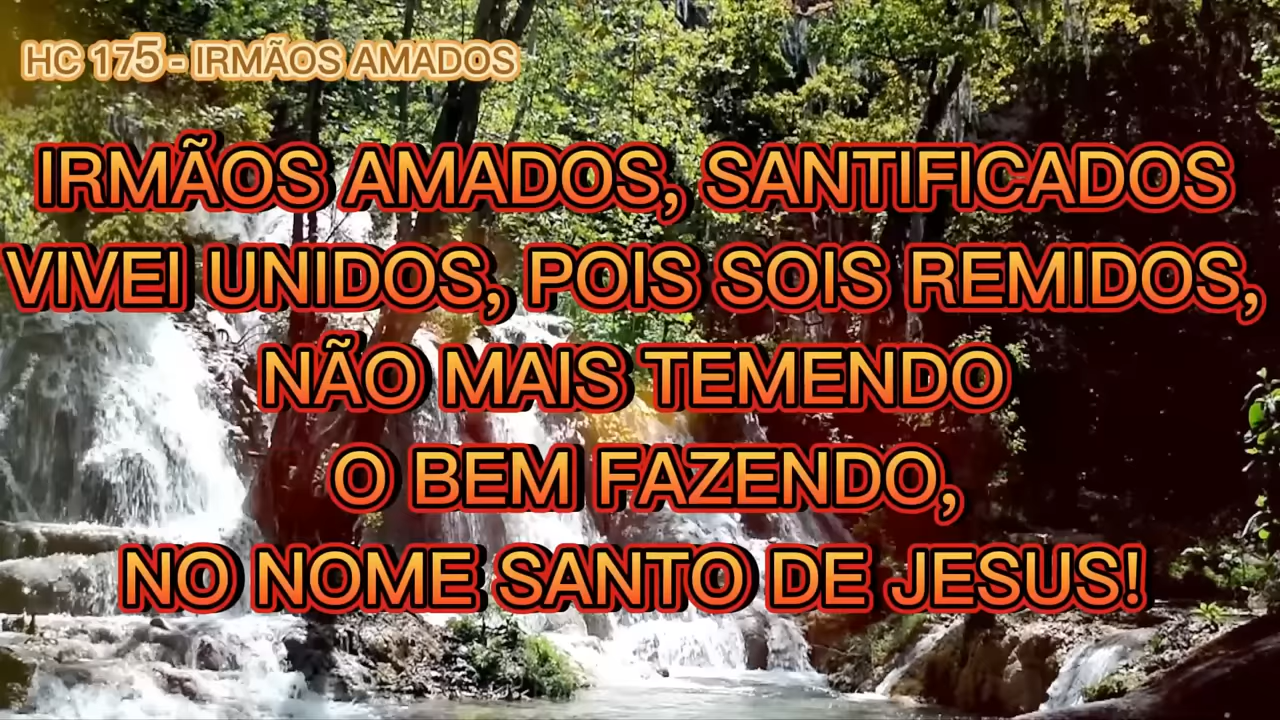 HC 175 - IRMÃOS AMADOS
IRMÃOS AMADOS, SANTIFICADOS
VIVEI UNIDOS, POIS SOIS REMIDOS,
NÃO MAIS TEMENDO
O BEM FAZENDO,
NO NOME SANTO DE JESUS!